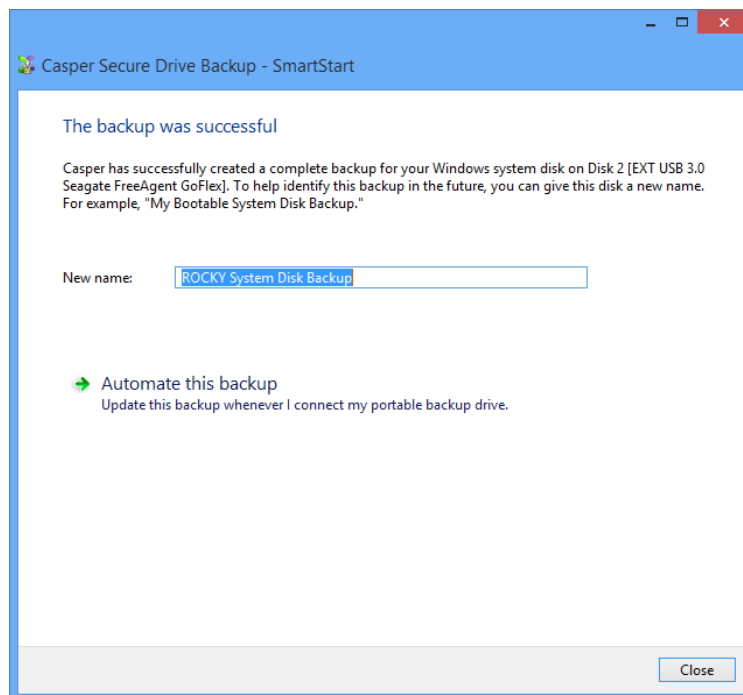 Casper Secure Drive Backup - SmartStart
The backup was successful
Casper has successfully created a complete backup for your Windows system disk on Disk 2 [EXT USB 3.0
Seagate FreeAgent GoFlex]. To help identify this backup in the future, you can give this disk a new name.
For example, "My Bootable System Disk Backup."
New name: ROCKY System Disk Backup
Automate this backup
Update this backup whenever I connect my portable backup drive.
Close